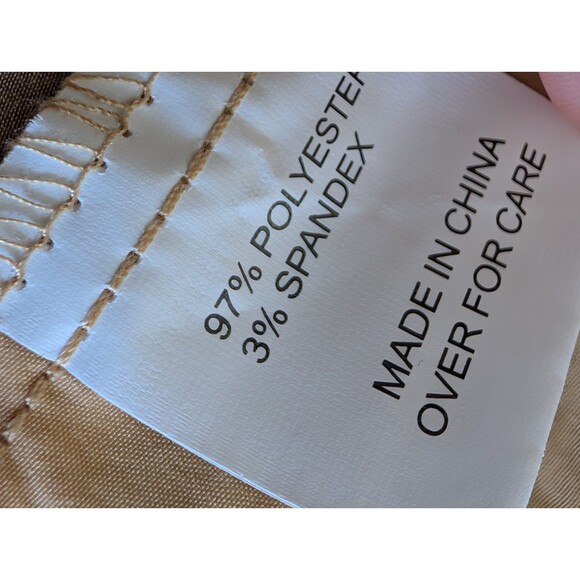 97% POLYESTER
3% SPANDEX
MADE IN CHINA
OVER FOR CARE